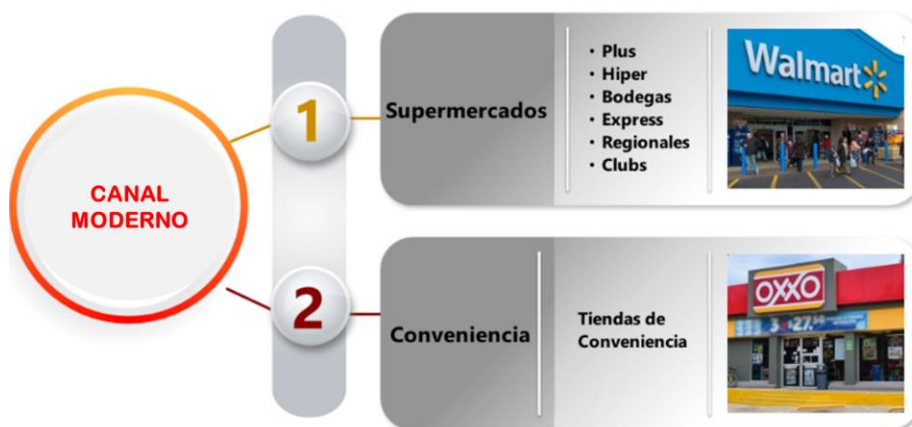 CANAL
MODERNO
1
Supermercados
• Plus
• Hiper
• Bodegas
• Express
• Regionales
• Clubs
Walmart
2
Conveniencia
Tiendas de
Conveniencia
OXXO